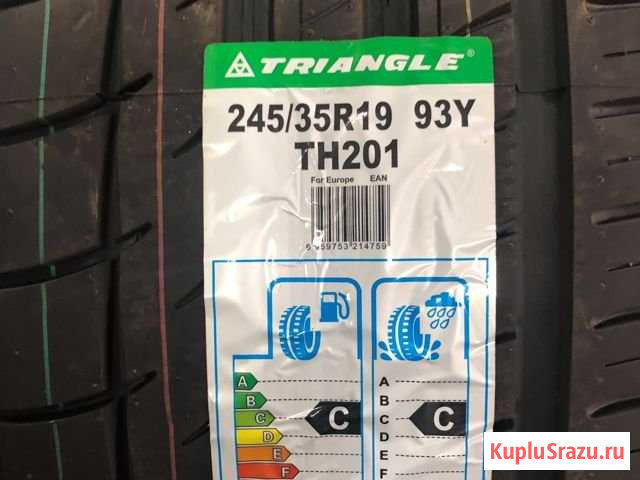 TRIANGLE®
245/35R19 93Y
TH201
For Europe EAN
6 959753 214759
A
B
C
D
E
F
C
A
B
C
D
E
F
C
KupluSrazu.ru